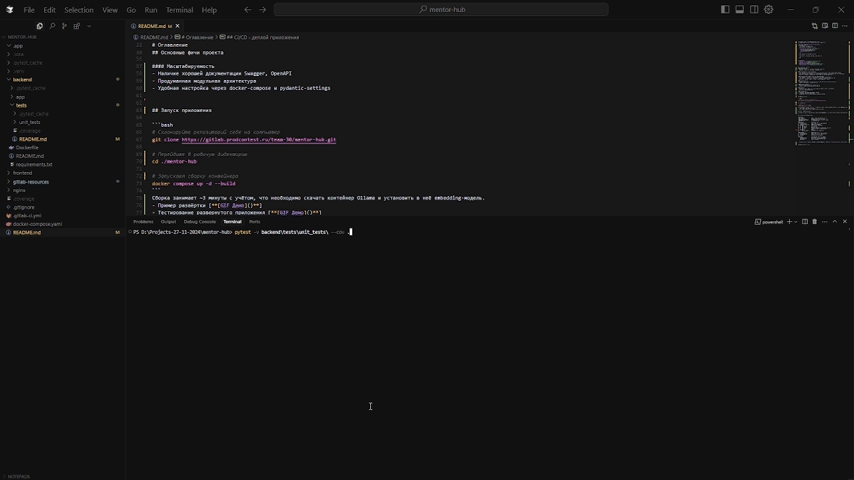 File Edit Selection View Go Run Terminal Help
mentor-hub
README.md M
README.md > # Оглавление > ## CI/CD - деплой приложения
MENTOR-HUB
app
backend
.pytest_cache
app
tests
.pytest_cache
unit_tests
.coverage
README.md M
Dockerfile
README.md
requirements.txt
frontend
gitlab-resources
nginx
.coverage
.gitignore
.gitlab-ci.yml
docker-compose.yaml
README.md M
# Оглавление
## Основные фичи проекта
#### Масштабируемость
- Наличие хорошей документации Swagger, OpenAPI
- Продуманная модульная архитектура
- Удобная настройка через docker-compose и pydantic-settings
## Запуск приложения
```bash
# Склонируйте репозиторий себе на компьютер
git clone https://gitlab.prodcontest.ru/team-30/mentor-hub.git
# Перейдите в рабочую директорию
cd ./mentor-hub
# Запускаем сборку контейнера
docker compose up -d --build
```
Сборка занимает ~3 минуты с учётом, что необходимо скачать контейнер Ollama и установить в ней embedding-модель.
- Пример развёртки [**[GIF Демо]()**]
- Тестирование развернутого приложения [**[GIF Демо]()**]
Problems Output Debug Console Terminal Ports
powershell
PS D:\Projects-27-11-2024\mentor-hub> pytest -v backend\tests\unit_tests\ --cov .
NOTEPADS